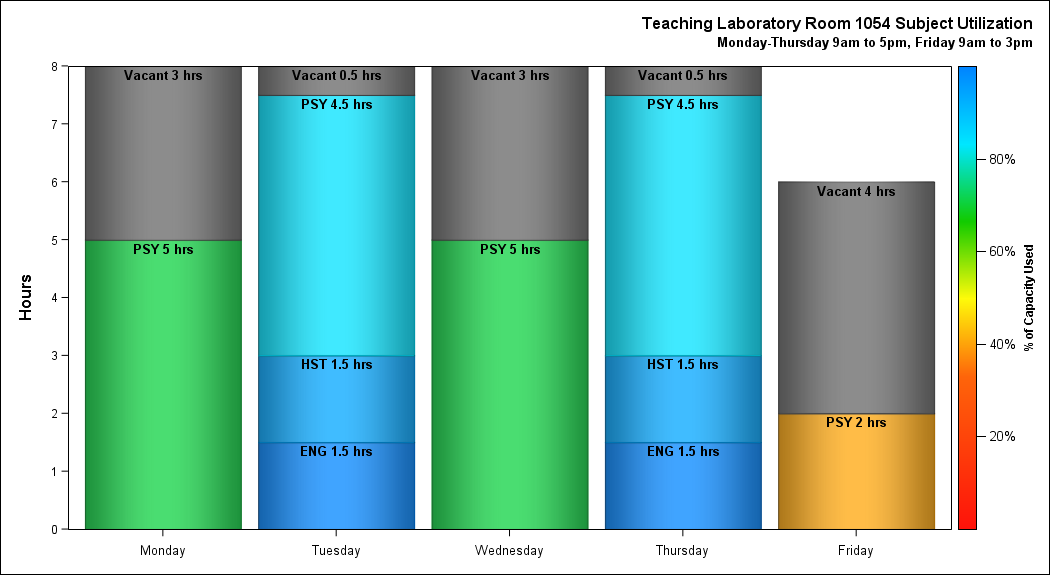 Teaching Laboratory Room 1054 Subject Utilization
Monday-Thursday 9am to 5pm, Friday 9am to 3pm
8
7
6
5
4
3
2
1
0
Hours
Vacant 3 hrs
PSY 5 hrs
Vacant 0.5 hrs
PSY 4.5 hrs
HST 1.5 hrs
ENG 1.5 hrs
Vacant 3 hrs
PSY 5 hrs
Vacant 0.5 hrs
PSY 4.5 hrs
HST 1.5 hrs
ENG 1.5 hrs
Vacant 4 hrs
PSY 2 hrs
Monday
Tuesday
Wednesday
Thursday
Friday
80%
60%
40%
20%
% of Capacity Used